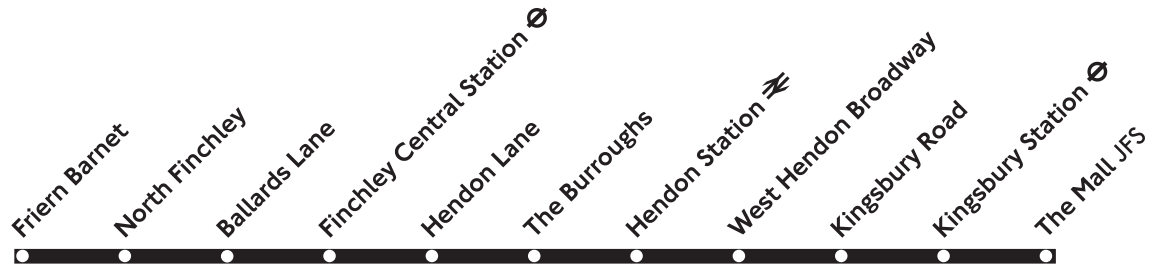 Friern Barnet
North Finchley
Ballards Lane
Finchley Central Station
Hendon Lane
The Burroughs
Hendon Station
West Hendon Broadway
Kingsbury Road
Kingsbury Station
The Mall JFS